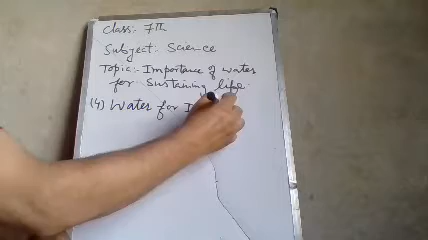 Class: 7th
Subject:- Science
Topic:- Importance of water
for Sustaining life.
(4) Water for